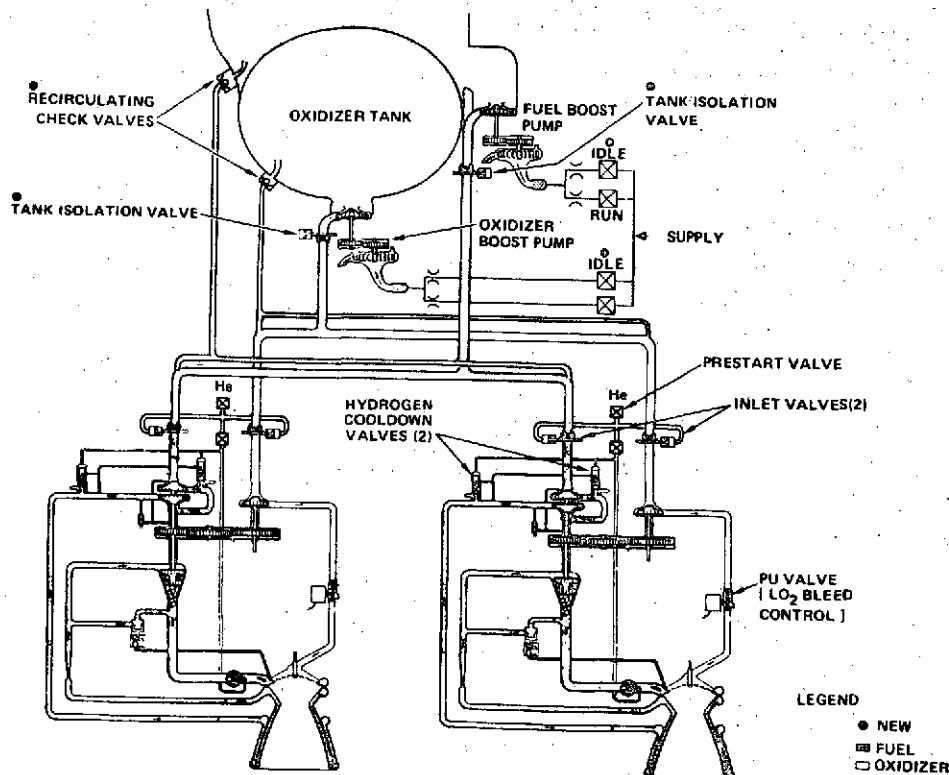 RECIRCULATING
CHECK VALVES
OXIDIZER TANK
FUEL BOOST
PUMP
TANK ISOLATION
VALVE
IDLE
RUN
TANK ISOLATION VALVE
OXIDIZER
BOOST PUMP
SUPPLY
IDLE
PRESTART VALVE
He
He
HYDROGEN
COOLDOWN
VALVES (2)
INLET VALVES(2)
PU VALVE
[ LO₂ BLEED
CONTROL ]
LEGEND
NEW
FUEL
OXIDIZER